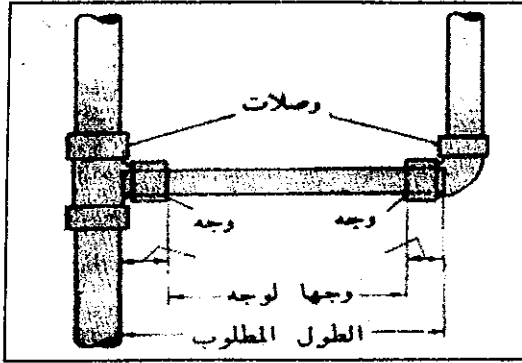 وصلات
وجه
وجه
وجها لوجه
الطول المطلوب